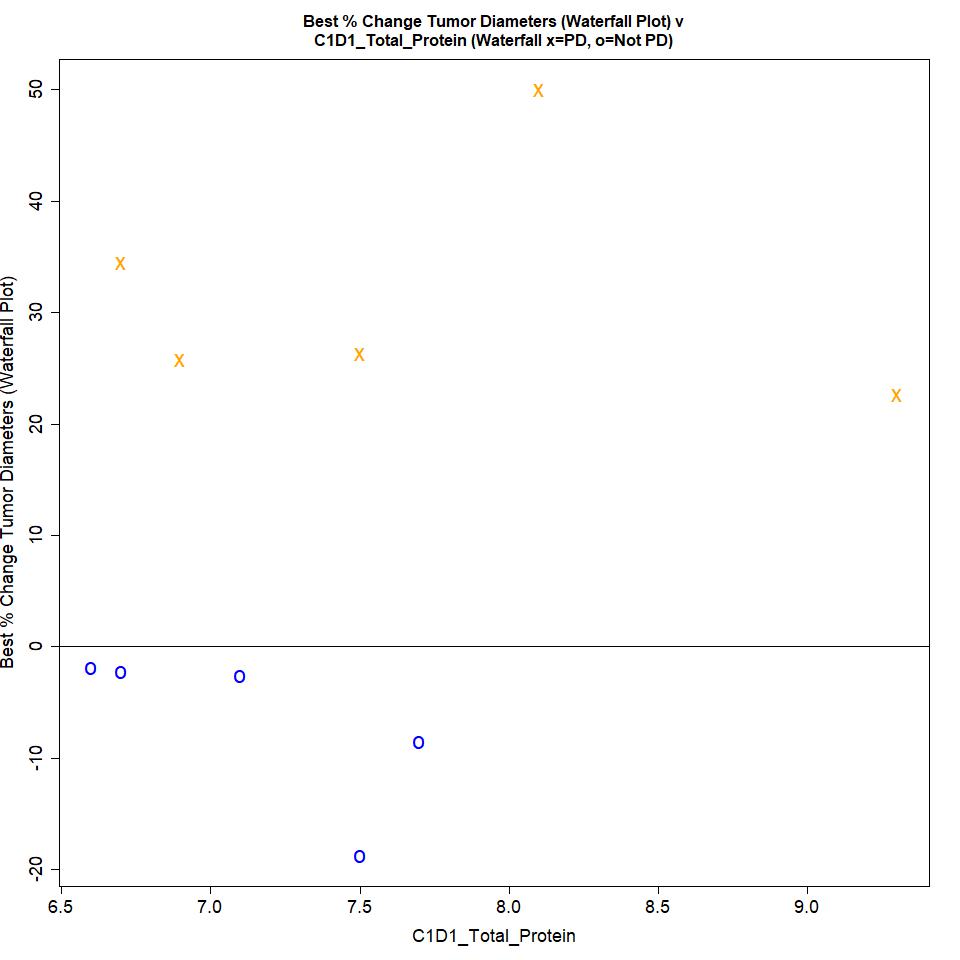 Best % Change Tumor Diameters (Waterfall Plot) v
C1D1_Total_Protein (Waterfall x=PD, o=Not PD)
Best % Change Tumor Diameters (Waterfall Plot)
50
40
30
20
10
0
-10
-20
X
X
X
X
X
O
O
O
O
O
6.5 7.0 7.5 8.0 8.5 9.0
C1D1_Total_Protein